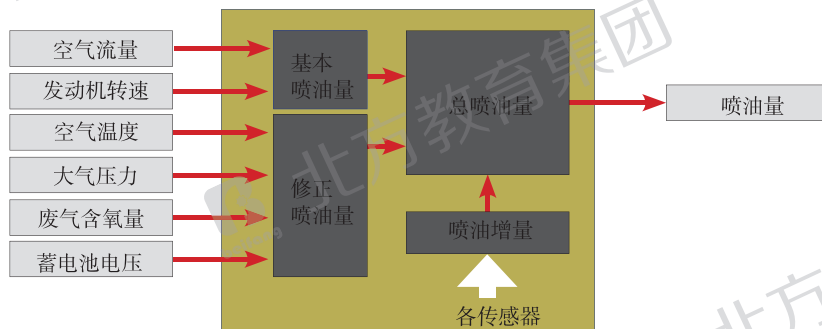 空气流量
发动机转速
空气温度
大气压力
废气含氧量
蓄电池电压
基本
喷油量
修正
喷油量
总喷油量
喷油增量
各传感器
喷油量
北方教育集团
北方